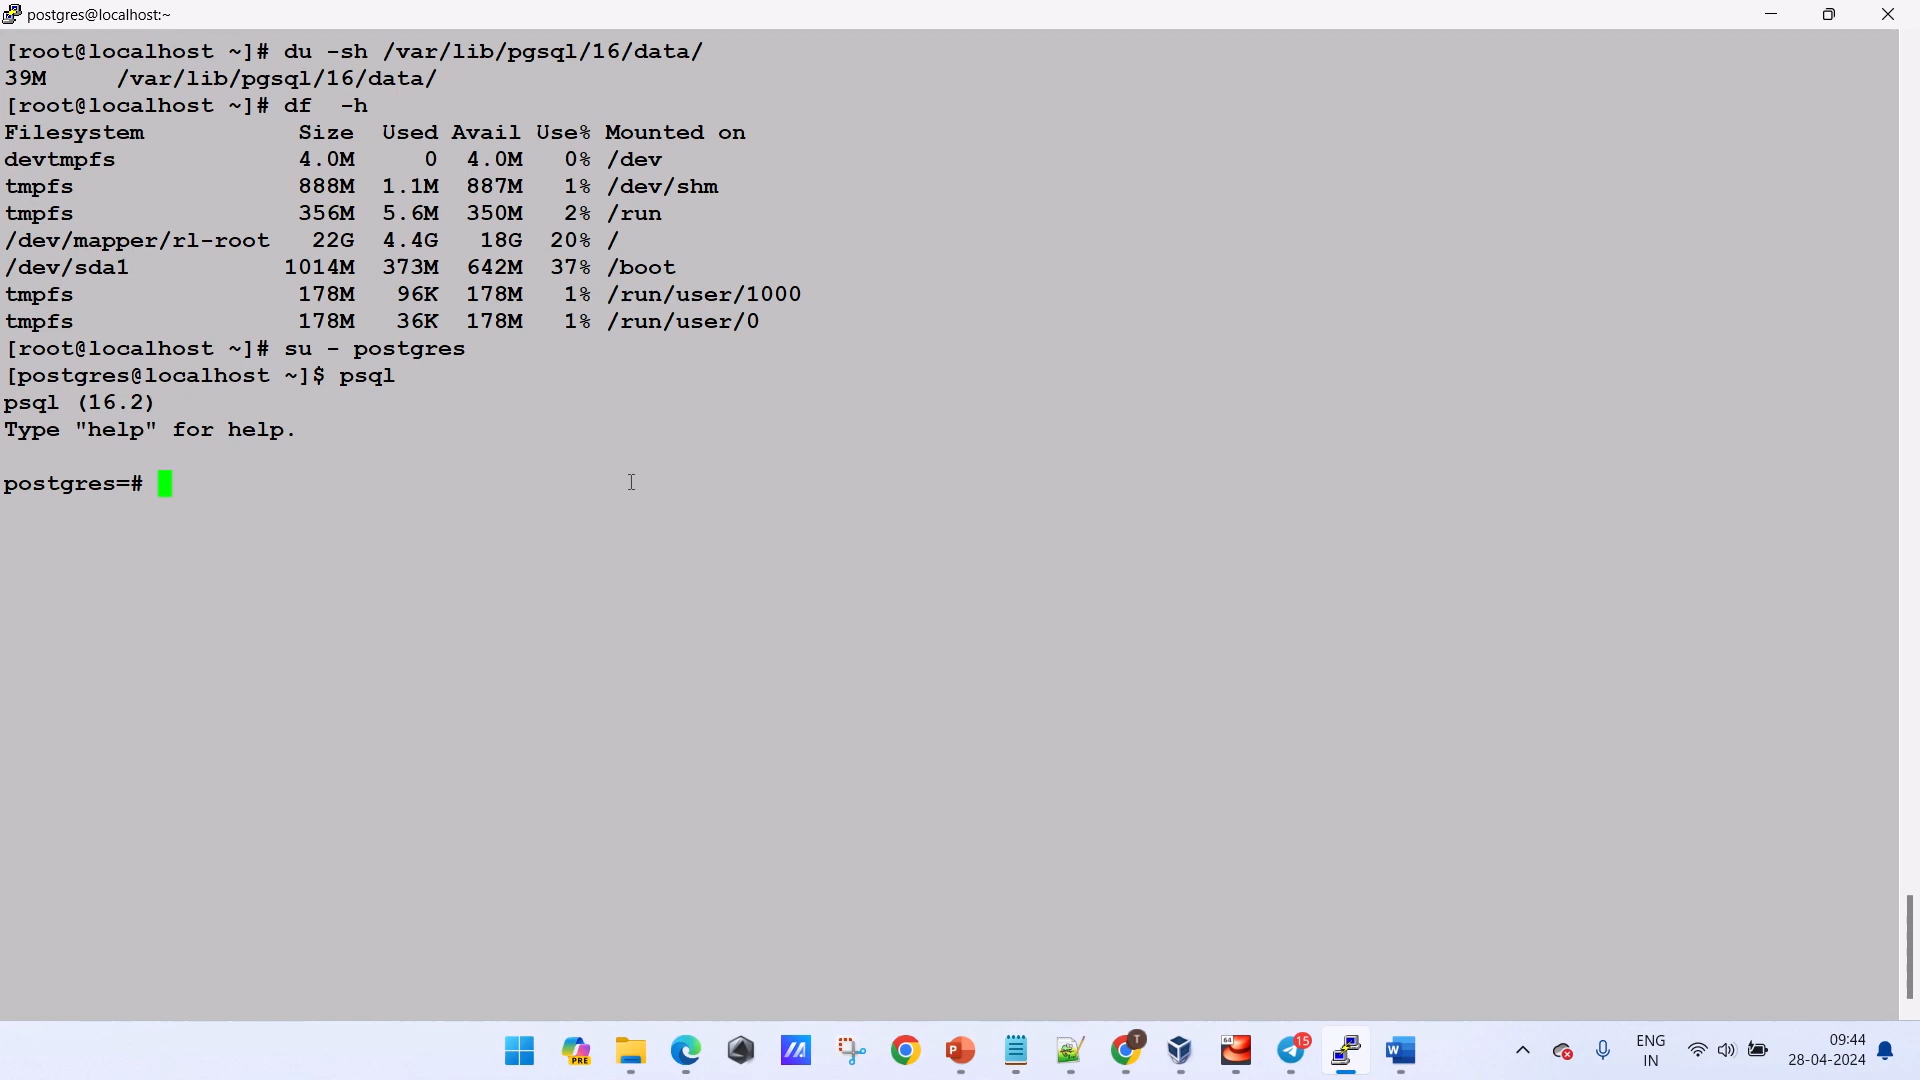 postgres@localhost:~
[root@localhost ~]# du -sh /var/lib/pgsql/16/data/
39M     /var/lib/pgsql/16/data/
[root@localhost ~]# df  -h
Filesystem           Size  Used Avail Use% Mounted on
devtmpfs             4.0M     0  4.0M   0% /dev
tmpfs                888M  1.1M  887M   1% /dev/shm
tmpfs                356M  5.6M  350M   2% /run
/dev/mapper/rl-root   22G  4.4G   18G  20% /
/dev/sda1           1014M  373M  642M  37% /boot
tmpfs                178M   96K  178M   1% /run/user/1000
tmpfs                178M   36K  178M   1% /run/user/0
[root@localhost ~]# su - postgres
[postgres@localhost ~]$ psql
psql (16.2)
Type "help" for help.
postgres=#
PRE
P
T
64
15
W
ENG
IN
09:44
28-04-2024